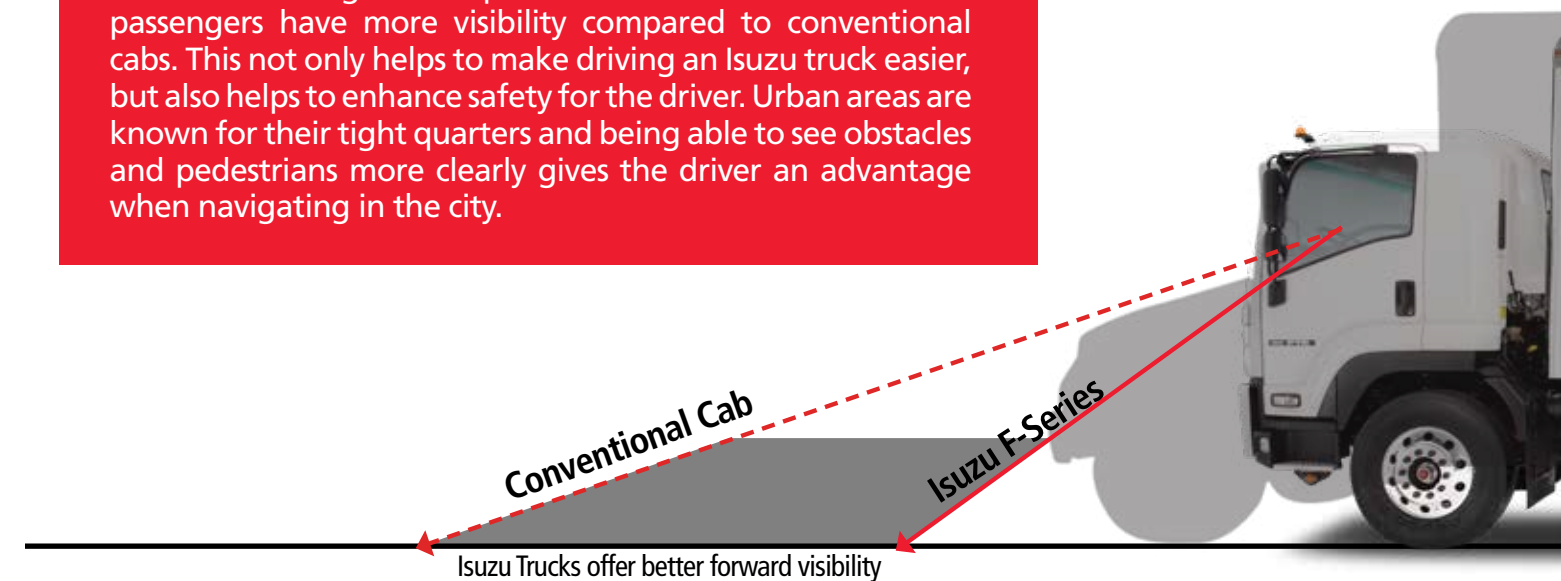 passengers have more visibility compared to conventional
cabs. This not only helps to make driving an Isuzu truck easier,
but also helps to enhance safety for the driver. Urban areas are
known for their tight quarters and being able to see obstacles
and pedestrians more clearly gives the driver an advantage
when navigating in the city.
Conventional Cab
Isuzu F-Series
Isuzu Trucks offer better forward visibility